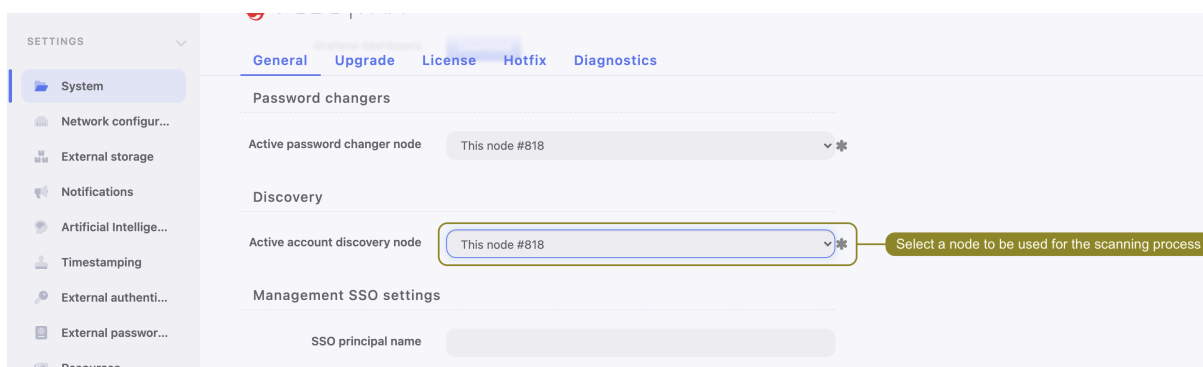 SETTINGS
General Upgrade License Hotfix Diagnostics
System
Password changers
Network configur...
Active password changer node This node #818 ✱
External storage
Notifications
Discovery
Artificial Intellige...
Active account discovery node This node #818 ✱ Select a node to be used for the scanning process
Timestamping
External authenti...
Management SSO settings
External passwor...
SSO principal name
Resources